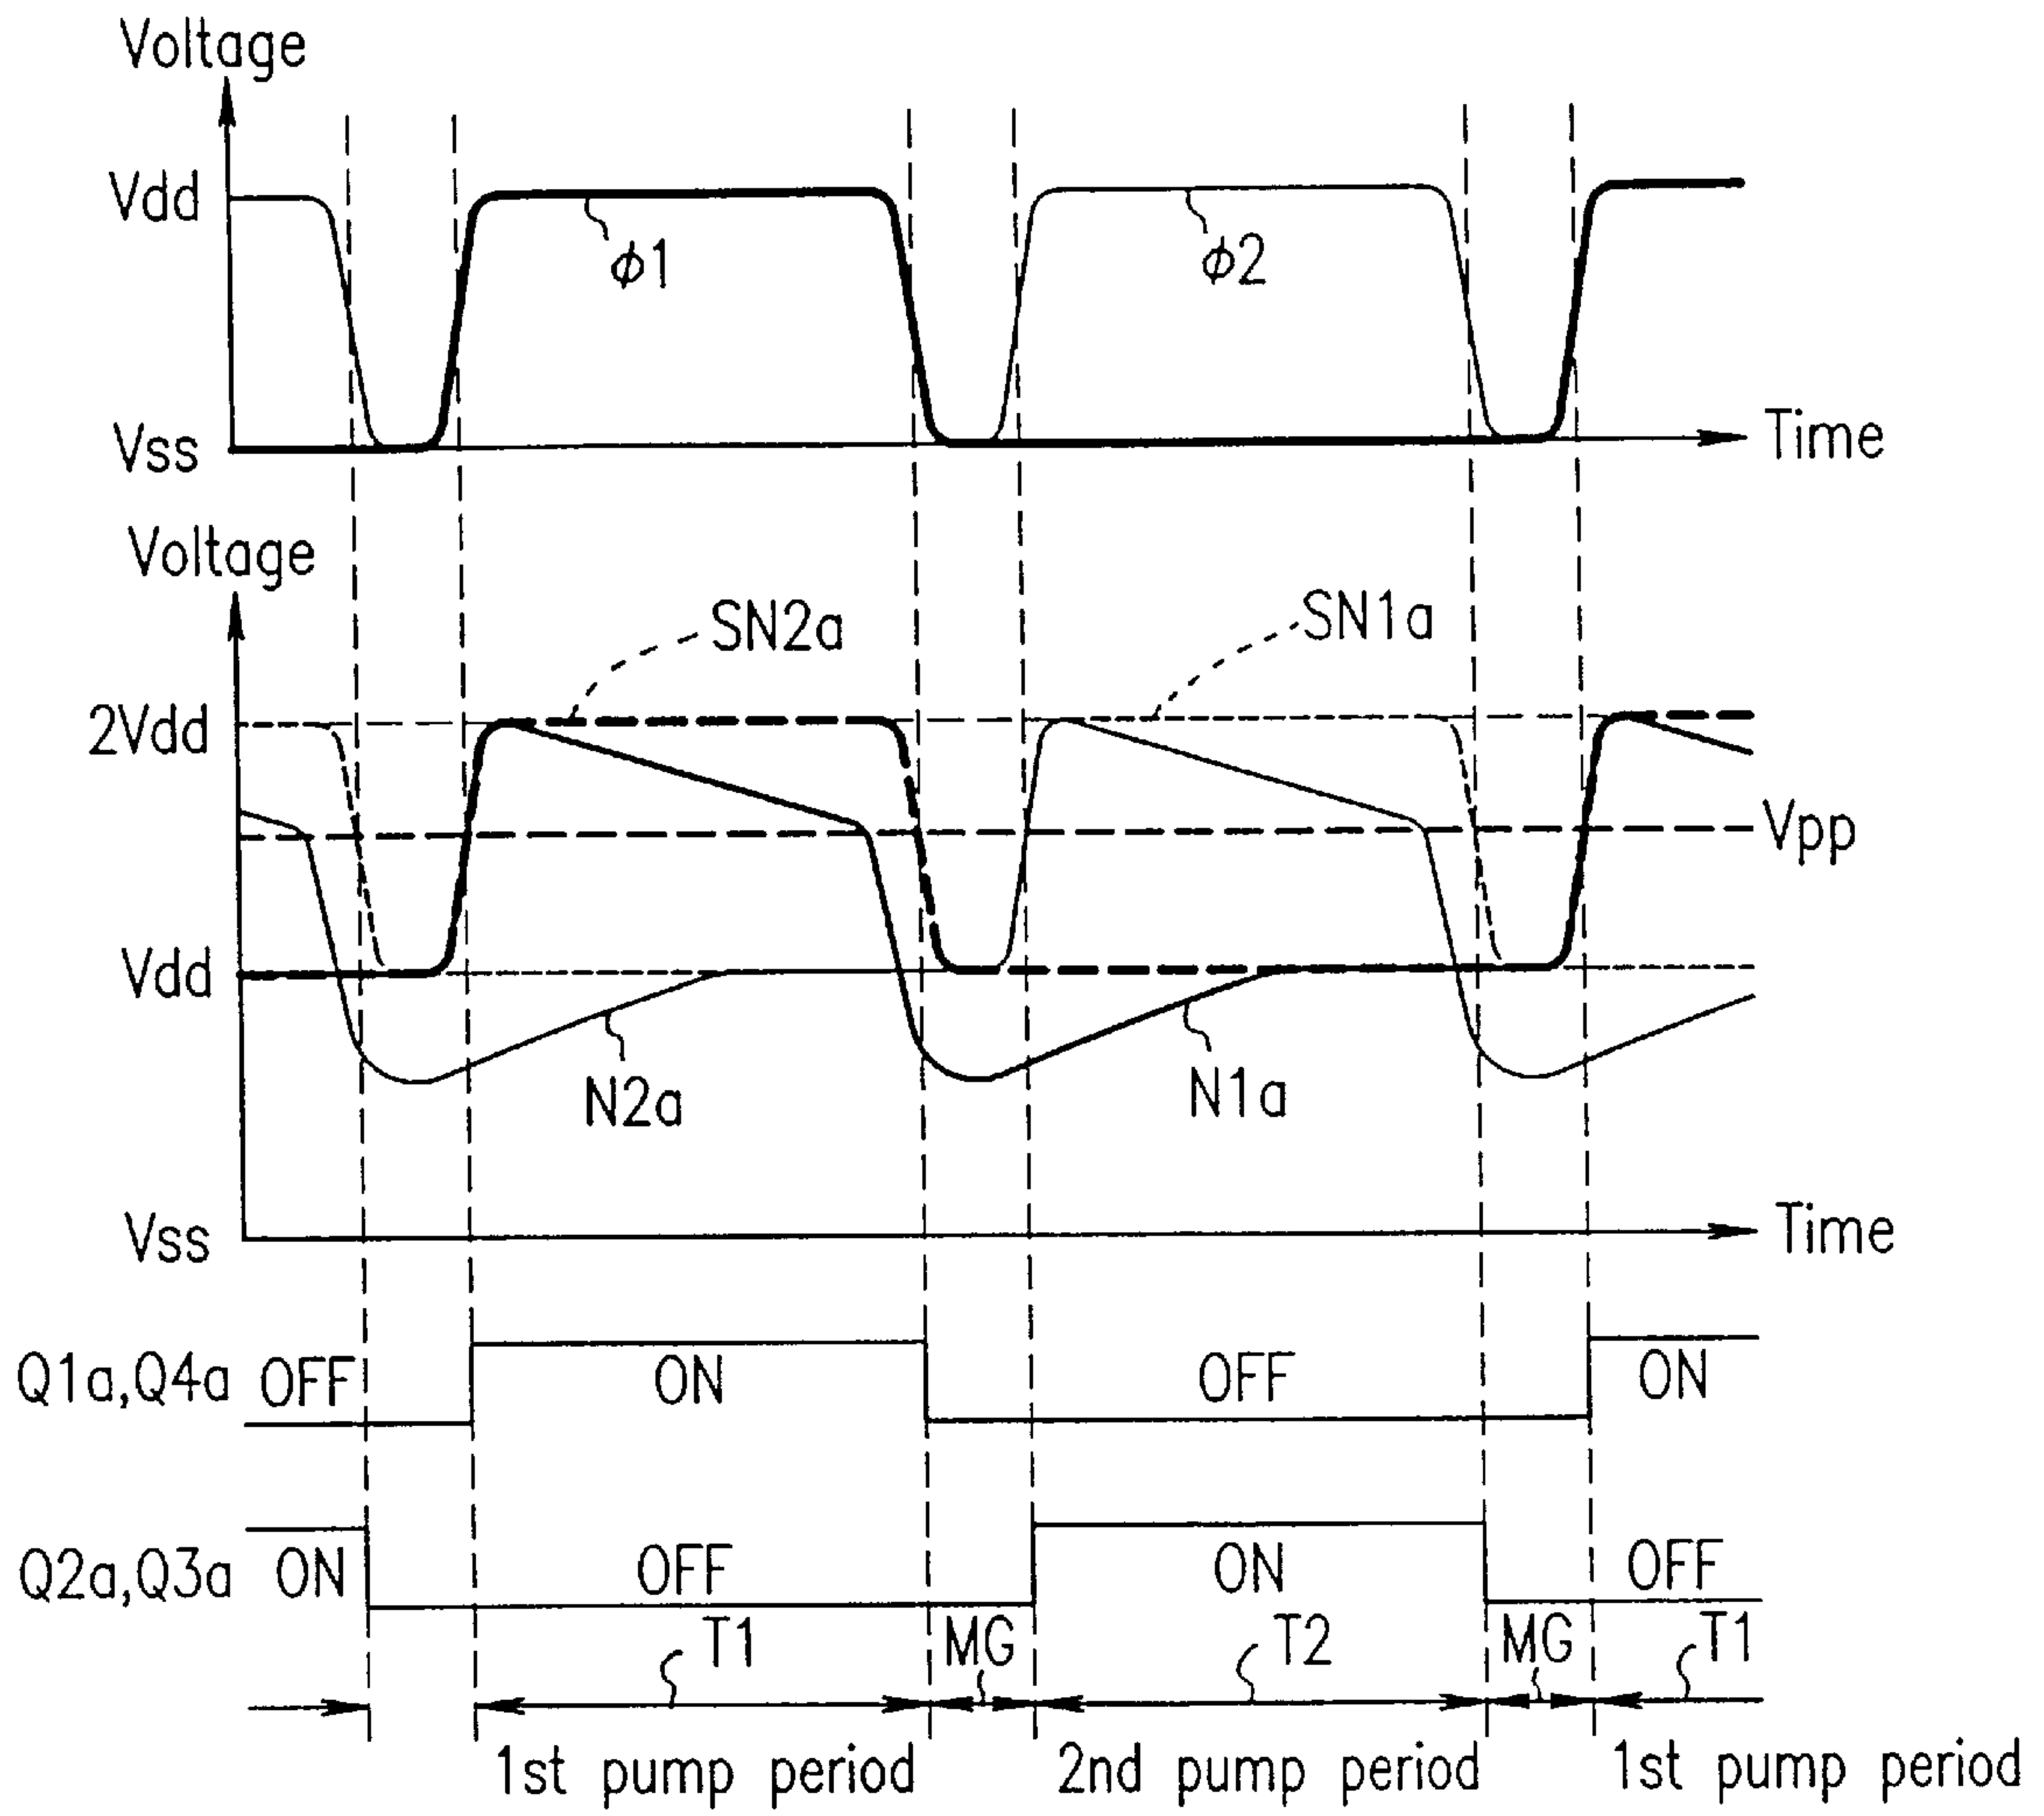 Voltage
Vdd
ϕ1
ϕ2
Vss
Time
Voltage
SN2a
SN1a
2Vdd
Vpp
Vdd
N2a
N1a
Vss
Time
Q1a,Q4a OFF ON OFF ON
Q2a,Q3a ON OFF ON OFF
T1 MG T2 MG T1
1st pump period 2nd pump period 1st pump period